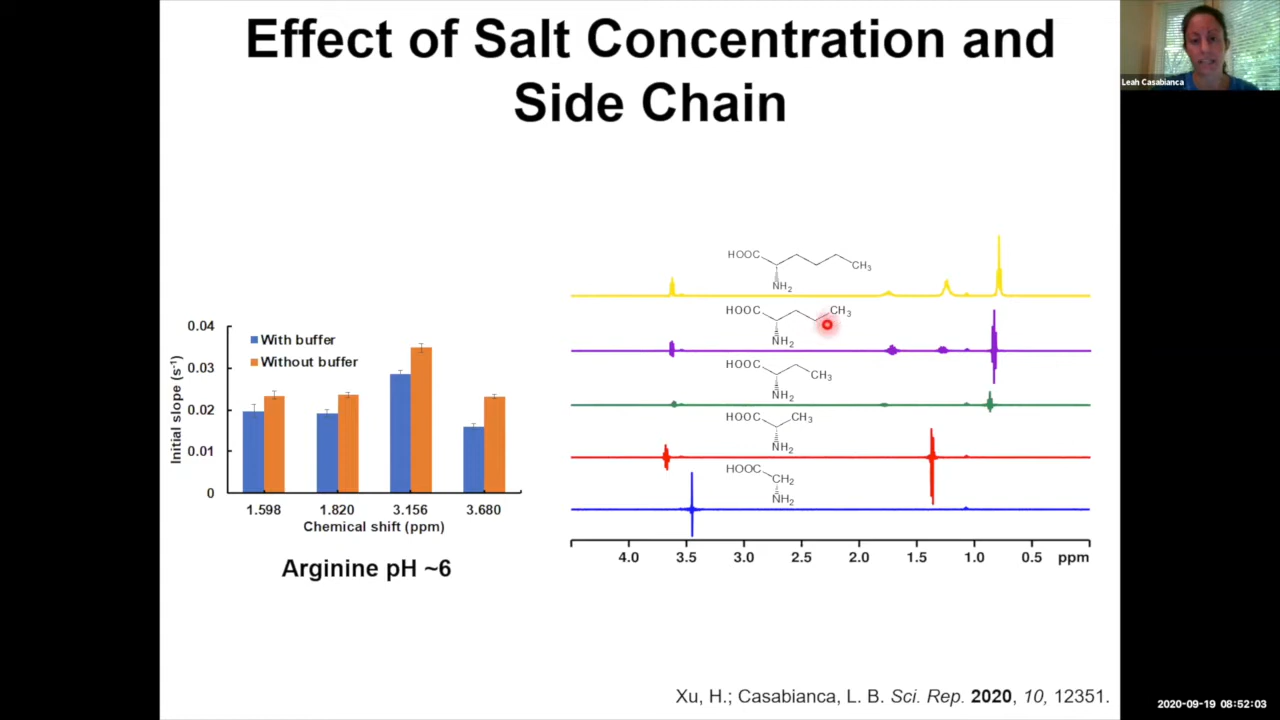 Effect of Salt Concentration and
Side Chain
Leah Casabianca
HOOC
CH3
NH2
HOOC
CH3
NH2
HOOC
CH3
NH2
HOOC
CH3
NH2
HOOC
CH2
NH2
4.0 3.5 3.0 2.5 2.0 1.5 1.0 0.5 ppm
With buffer
Without buffer
Initial slope (s-1)
0.04
0.03
0.02
0.01
0
1.598 1.820 3.156 3.680
Chemical shift (ppm)
Arginine pH ~6
Xu, H.; Casabianca, L. B. Sci. Rep. 2020, 10, 12351.
2020-09-19 08:52:03